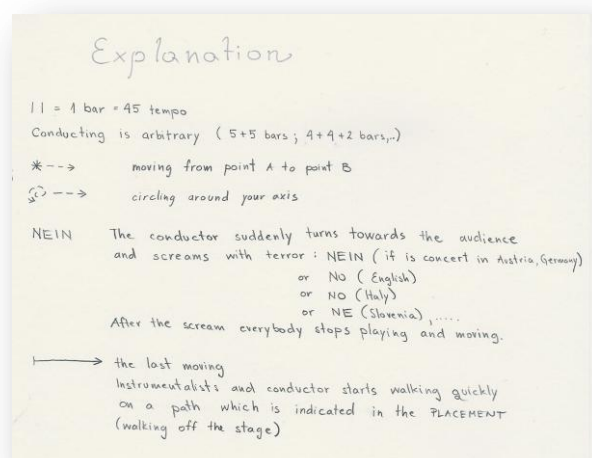 Explanation
|| = 1 bar = 45 tempo
Conducting is arbitrary (5+5 bars ; 4+4+2 bars,..)
* --> moving from point A to point B
--> circling around your axis
NEIN The conductor suddenly turns towards the audience
and screams with terror : NEIN (if is concert in Austria, Germany)
or NO (English)
or NO (Italy)
or NE (Slovenia) , .....
After the scream everybody stops playing and moving.
the last moving
Instrumentalists and conductor starts walking quickly
on a path which is indicated in the PLACEMENT
(walking off the stage)